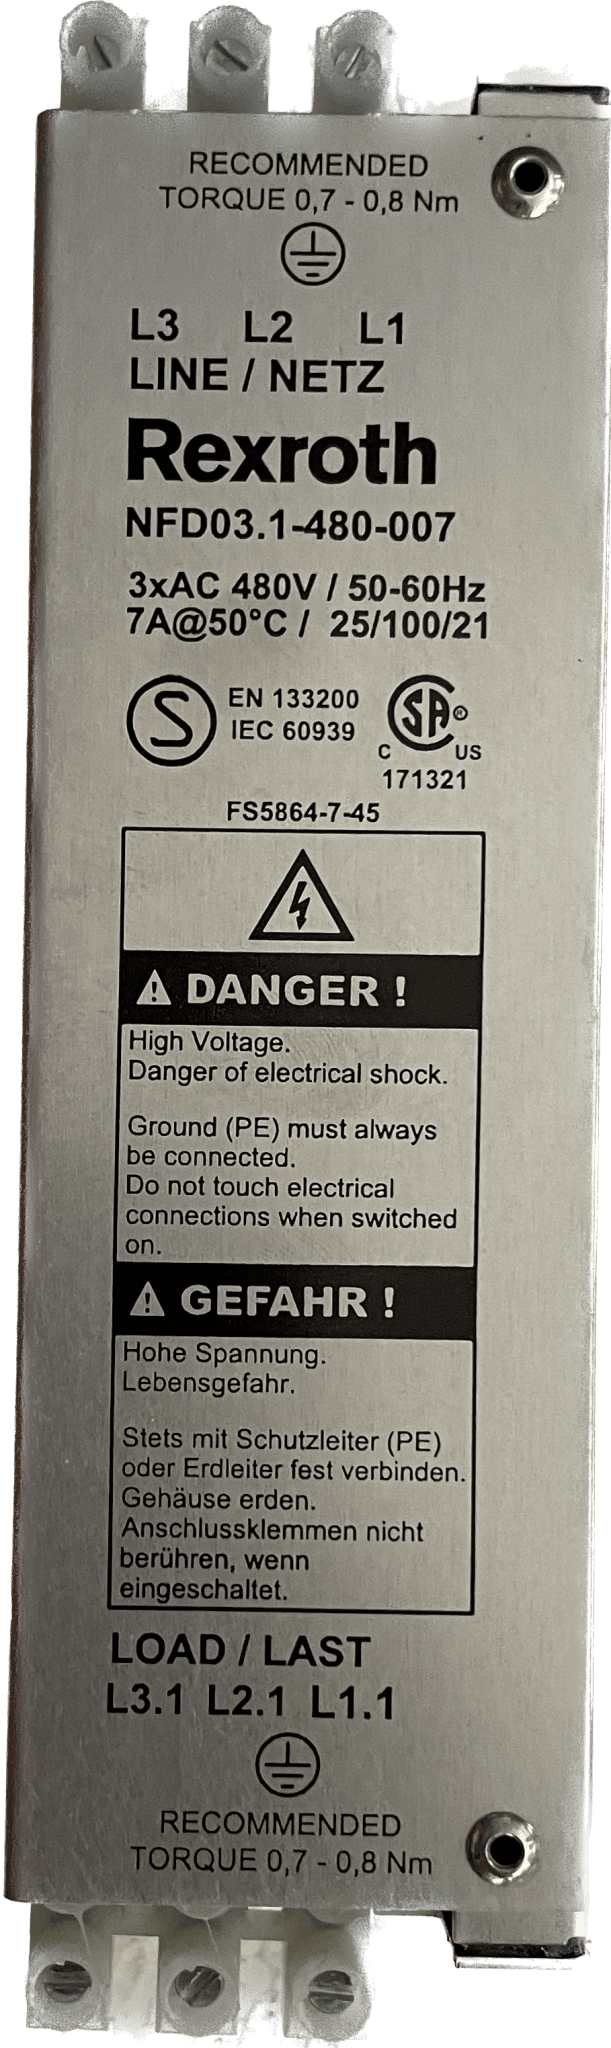 RECOMMENDED
TORQUE 0,7 - 0,8 Nm
L3 L2 L1
LINE / NETZ
Rexroth
NFD03.1-480-007
3xAC 480V / 50-60Hz
7A@50°C / 25/100/21
S EN 133200
IEC 60939
SA®
C US
171321
FS5864-7-45
DANGER !
High Voltage.
Danger of electrical shock.
Ground (PE) must always
be connected.
Do not touch electrical
connections when switched
on.
GEFAHR !
Hohe Spannung.
Lebensgefahr.
Stets mit Schutzleiter (PE)
oder Erdleiter fest verbinden.
Gehäuse erden.
Anschlussklemmen nicht
berühren, wenn
eingeschaltet.
LOAD / LAST
L3.1 L2.1 L1.1
RECOMMENDED
TORQUE 0,7 - 0,8 Nm